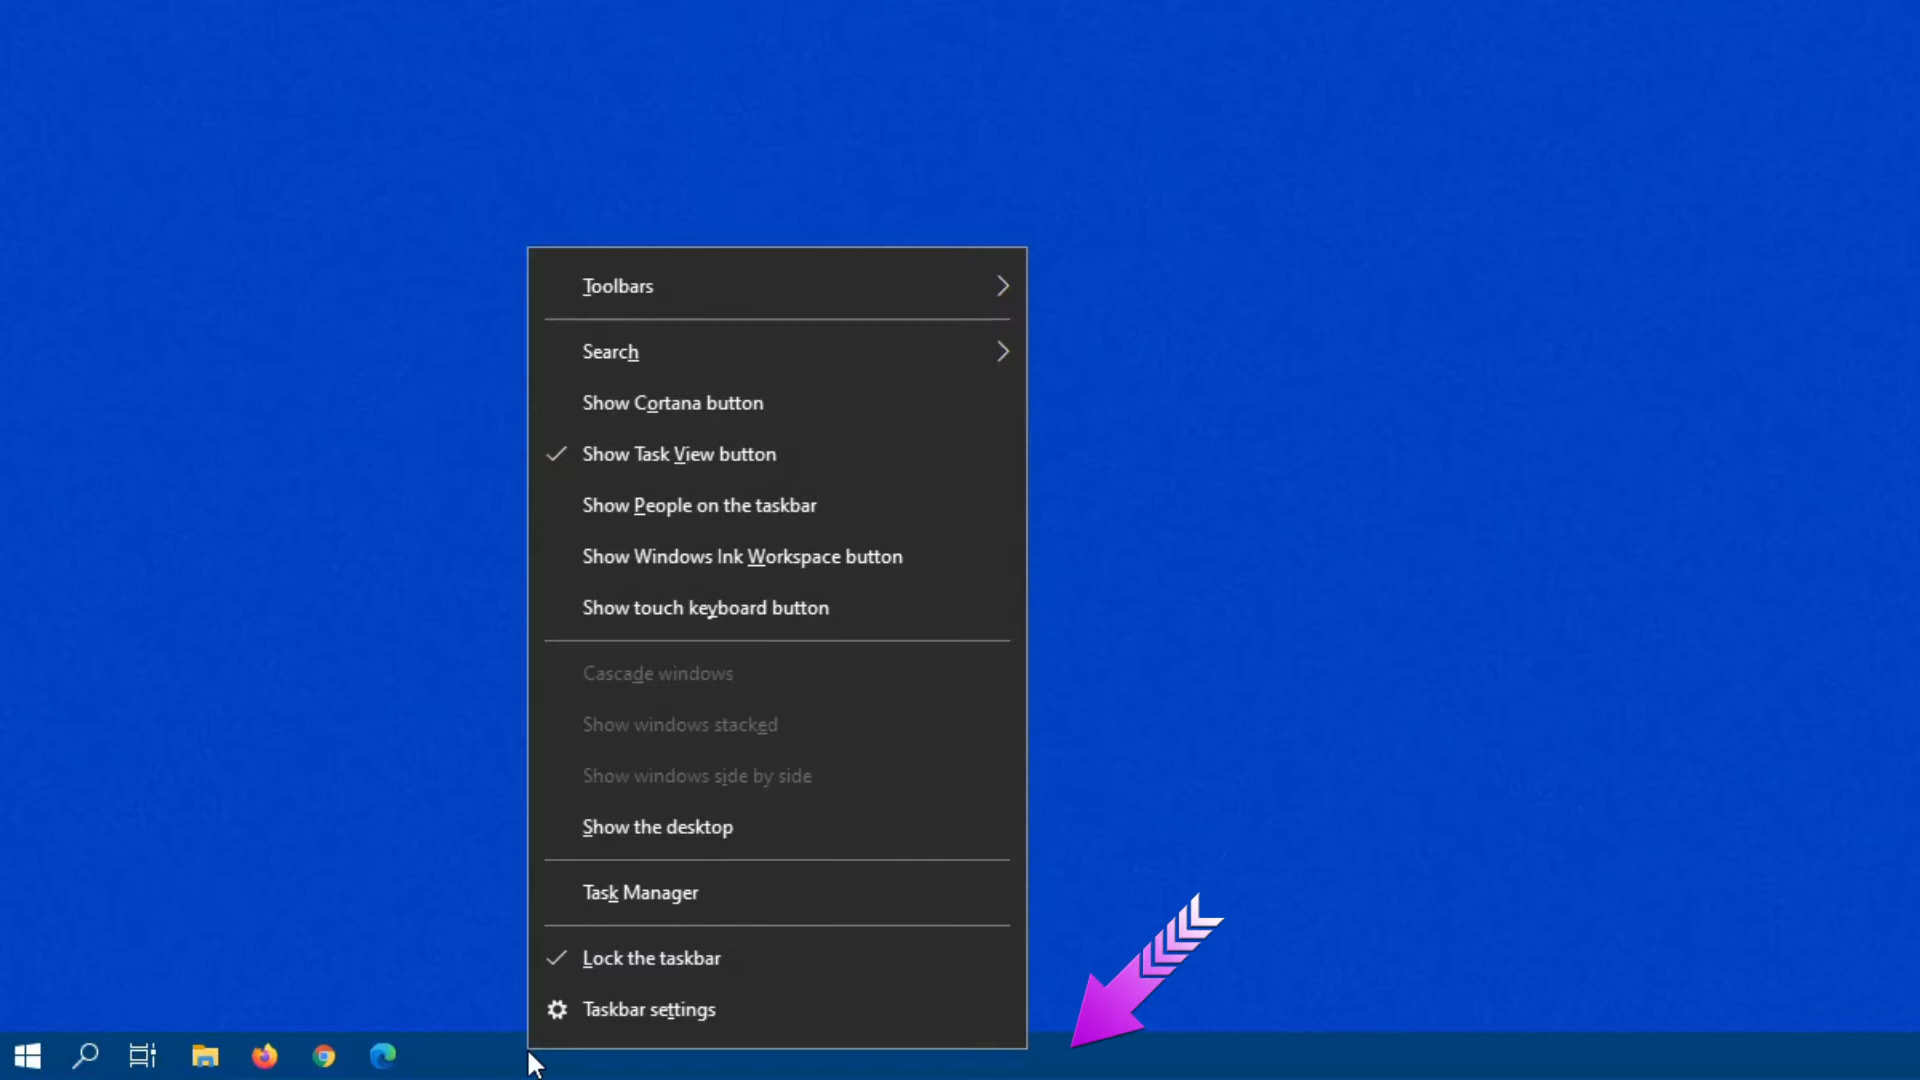 Toolbars
Search
Show Cortana button
Show Task View button
Show People on the taskbar
Show Windows Ink Workspace button
Show touch keyboard button
Cascade windows
Show windows stacked
Show windows side by side
Show the desktop
Task Manager
Lock the taskbar
Taskbar settings